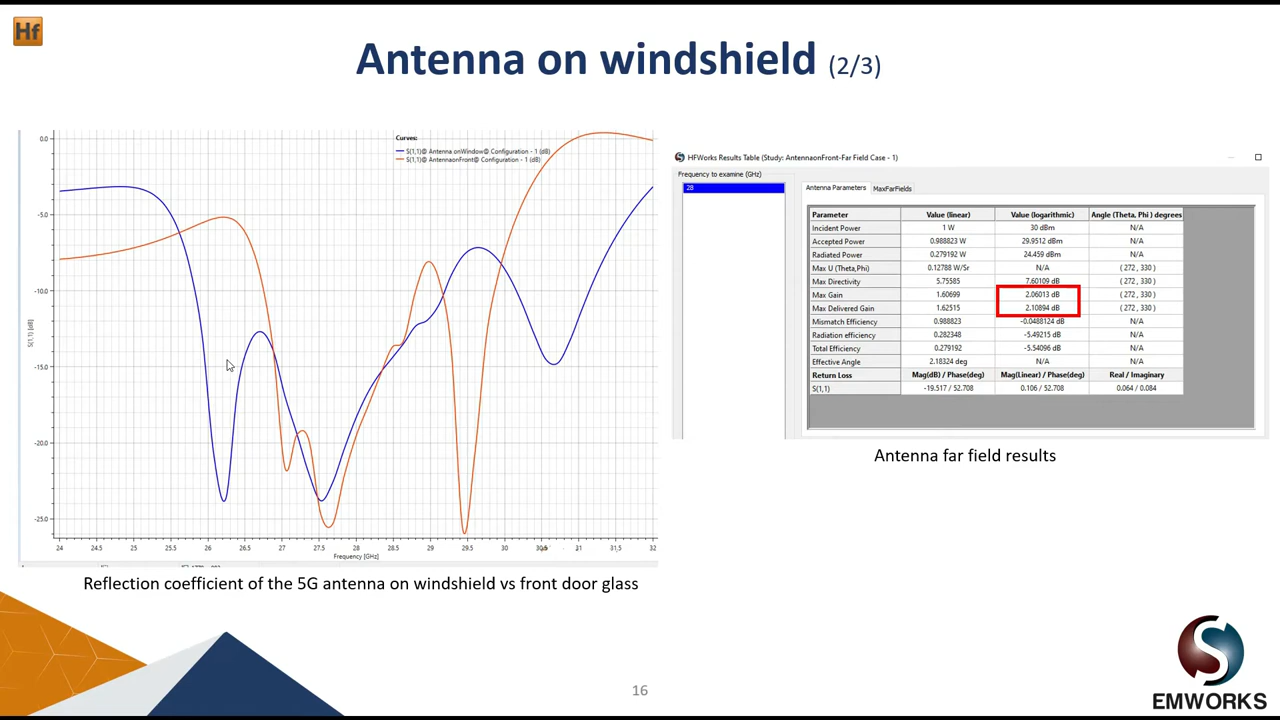 Hf
Antenna on windshield (2/3)
Curves:
S(1,1)@ Antenna onWindow@ Configuration - 1 (dB)
S(1,1)@ AntennaonFront@ Configuration - 1 (dB)
0.0
-5.0
-10.0
-15.0
-20.0
-25.0
S(1,1) [dB]
24 24.5 25 25.5 26 26.5 27 27.5 28 28.5 29 29.5 30 30.5 31 31.5 32
Frequency [GHz]
Reflection coefficient of the 5G antenna on windshield vs front door glass
HFWorks Results Table (Study: AntennaonFront-Far Field Case - 1)
Frequency to examine (GHz)
28
Antenna Parameters MaxFarFields
Parameter Value (linear) Value (logarithmic) Angle (Theta, Phi ) degrees
Incident Power 1 W 30 dBm N/A
Accepted Power 0.988823 W 29.9512 dBm N/A
Radiated Power 0.279192 W 24.459 dBm N/A
Max U (Theta,Phi) 0.12788 W/Sr N/A ( 272 , 330 )
Max Directivity 5.75585 7.60109 dB ( 272 , 330 )
Max Gain 1.60699 2.06013 dB ( 272 , 330 )
Max Delivered Gain 1.62515 2.10894 dB ( 272 , 330 )
Mismatch Efficiency 0.988823 -0.0488124 dB N/A
Radiation efficiency 0.282348 -5.49215 dB N/A
Total Efficiency 0.279192 -5.54096 dB N/A
Effective Angle 2.18324 deg N/A N/A
Return Loss Mag(dB) / Phase(deg) Mag(Linear) / Phase(deg) Real / Imaginary
S(1,1) -19.517 / 52.708 0.106 / 52.708 0.064 / 0.084
Antenna far field results
16
EMWORKS